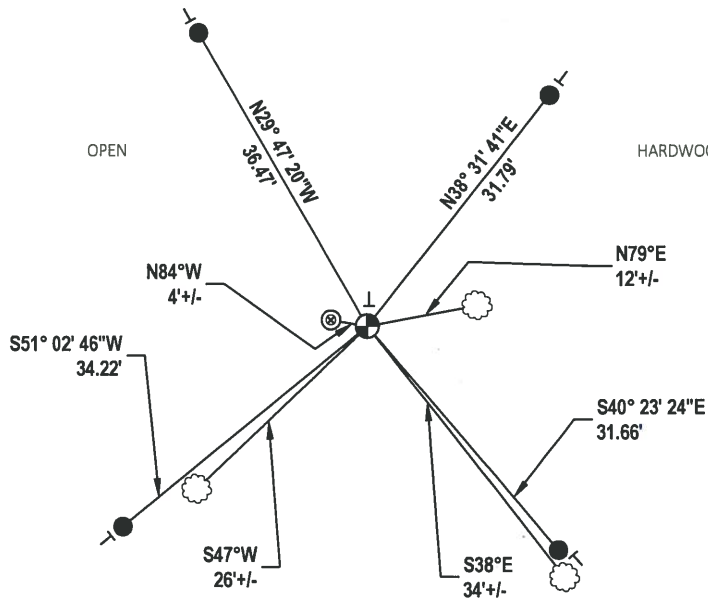 N29° 47' 20"W
36.47'
N38° 31' 41"E
31.79'
OPEN
HARDWO
N79°E
12'+/-
N84°W
4'+/-
S51° 02' 46"W
34.22'
S40° 23' 24"E
31.66'
S47°W
26'+/-
S38°E
34'+/-